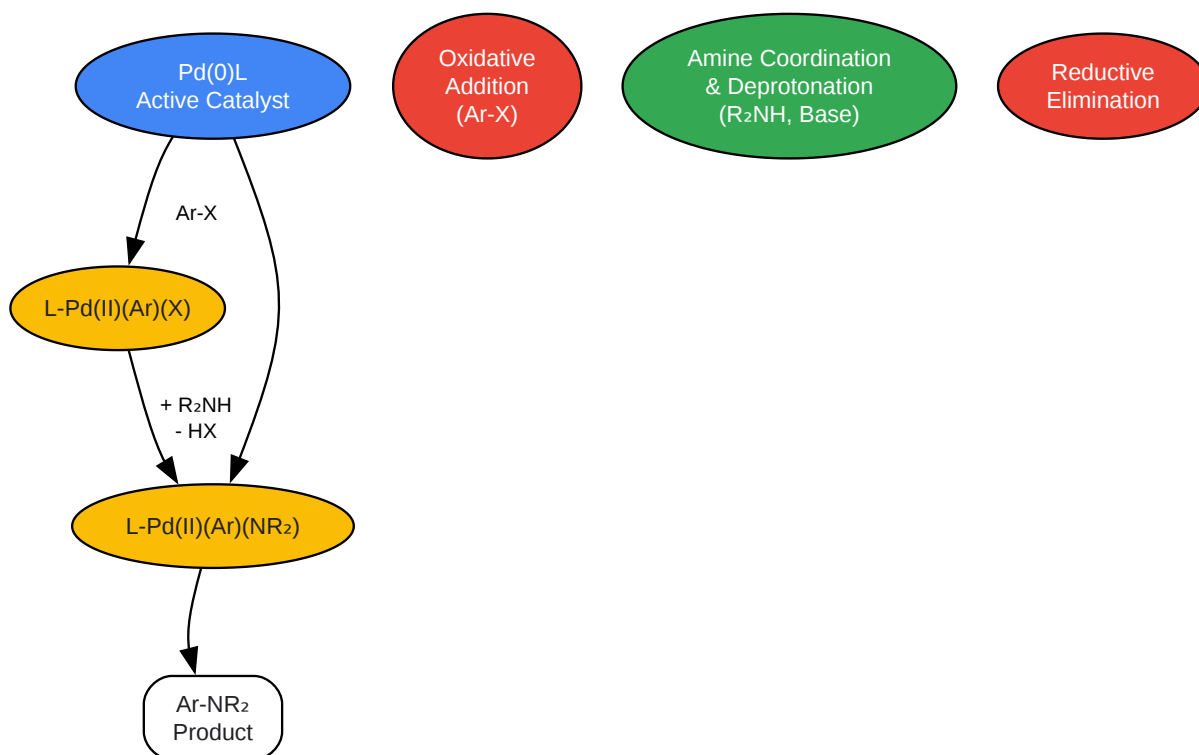 Pd(0)L
Active Catalyst
Oxidative
Addition
(Ar-X)
Amine Coordination
& Deprotonation
(R₂NH, Base)
Reductive
Elimination
Ar-X
L-Pd(II)(Ar)(X)
+ R₂NH
- HX
L-Pd(II)(Ar)(NR₂)
Ar-NR₂
Product